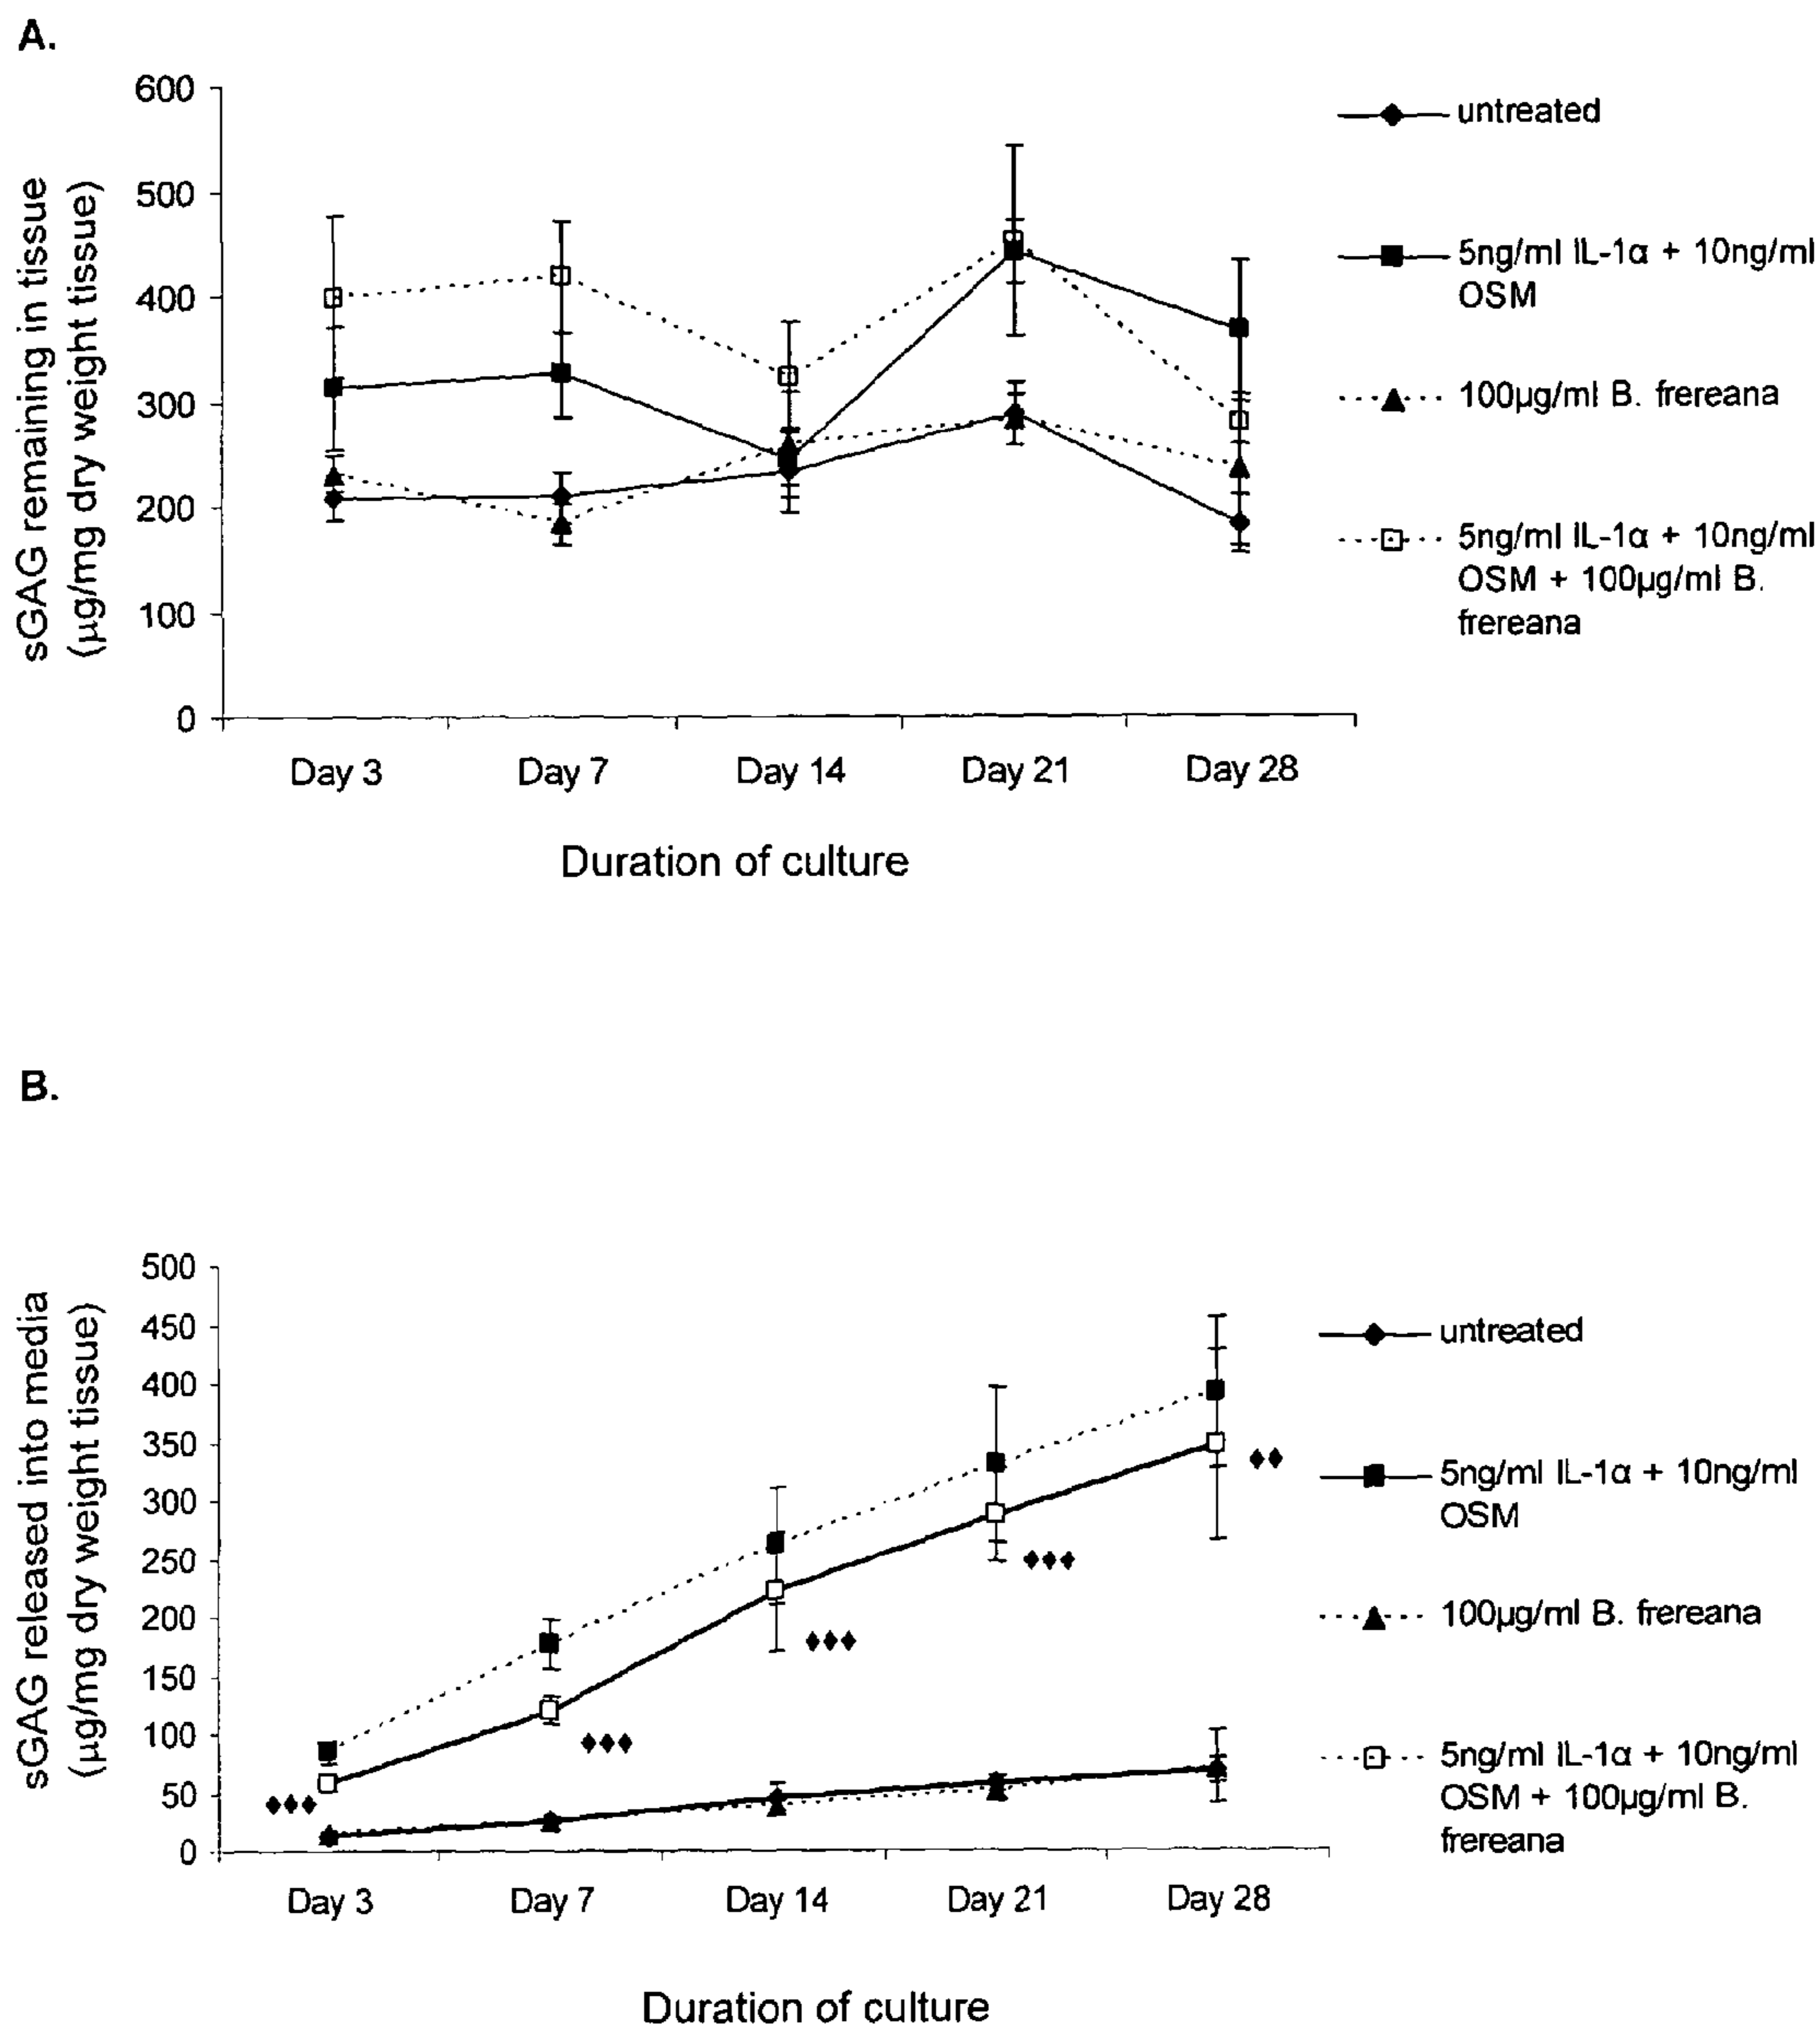 A.
600
500
400
300
200
100
0
sGAG remaining in tissue
(µg/mg dry weight tissue)
Day 3 Day 7 Day 14 Day 21 Day 28
Duration of culture
untreated
5ng/ml IL-1α + 10ng/ml
OSM
100µg/ml B. frereana
5ng/ml IL-1α + 10ng/ml
OSM + 100µg/ml B.
frereana
B.
500
450
400
350
300
250
200
150
100
50
0
sGAG released into media
(µg/mg dry weight tissue)
Day 3 Day 7 Day 14 Day 21 Day 28
Duration of culture
untreated
5ng/ml IL-1α + 10ng/ml
OSM
100µg/ml B. frereana
5ng/ml IL-1α + 10ng/ml
OSM + 100µg/ml B.
frereana